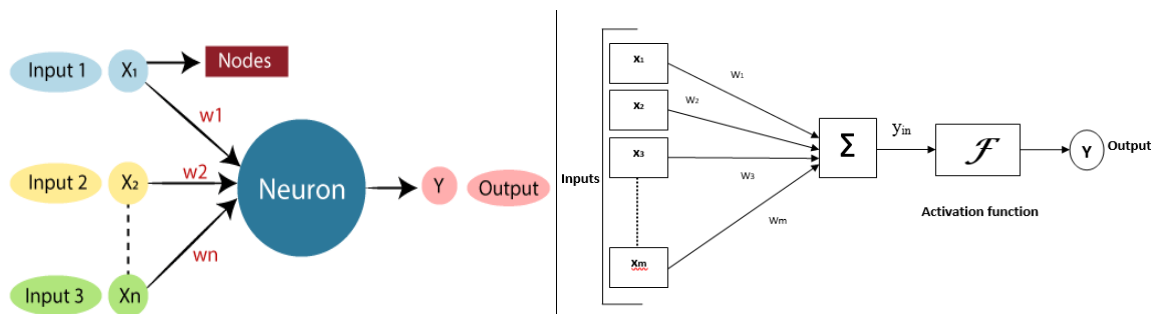 Input 1
X1
Nodes
w1
Input 2
X2
w2
Neuron
Y
Output
wn
Input 3
Xn
Inputs
x1
x2
x3
xm
w1
w2
w3
wm
Σ
yin
ℱ
Y
Output
Activation function